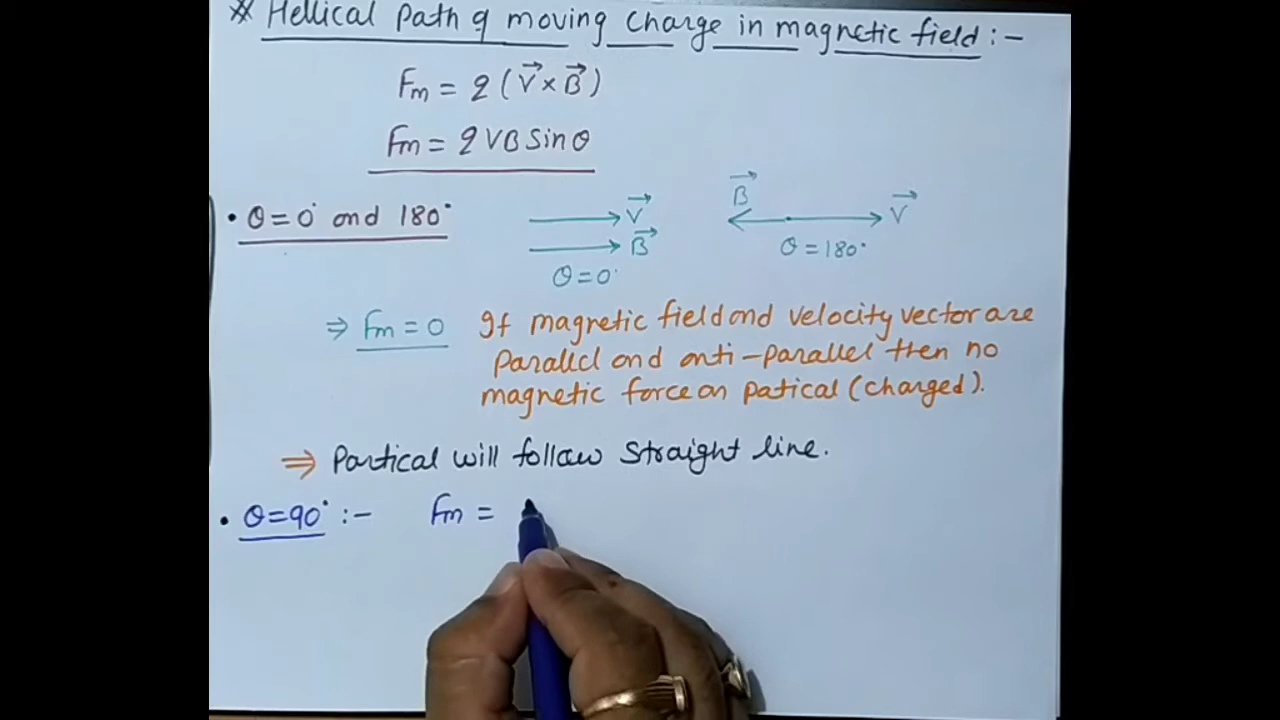 * Hellical Path of moving Charge in magnetic field :-
Fm = q (V × B)
Fm = qVB Sinθ
• θ=0° and 180°
V
B
θ=0°
B
V
θ=180°
⇒ Fm = 0 If magnetic field and velocity vector are
Parallel and anti-parallel then no
magnetic force on patical (charged).
⇒ Partical will follow Straight line.
• θ=90° :- Fm =